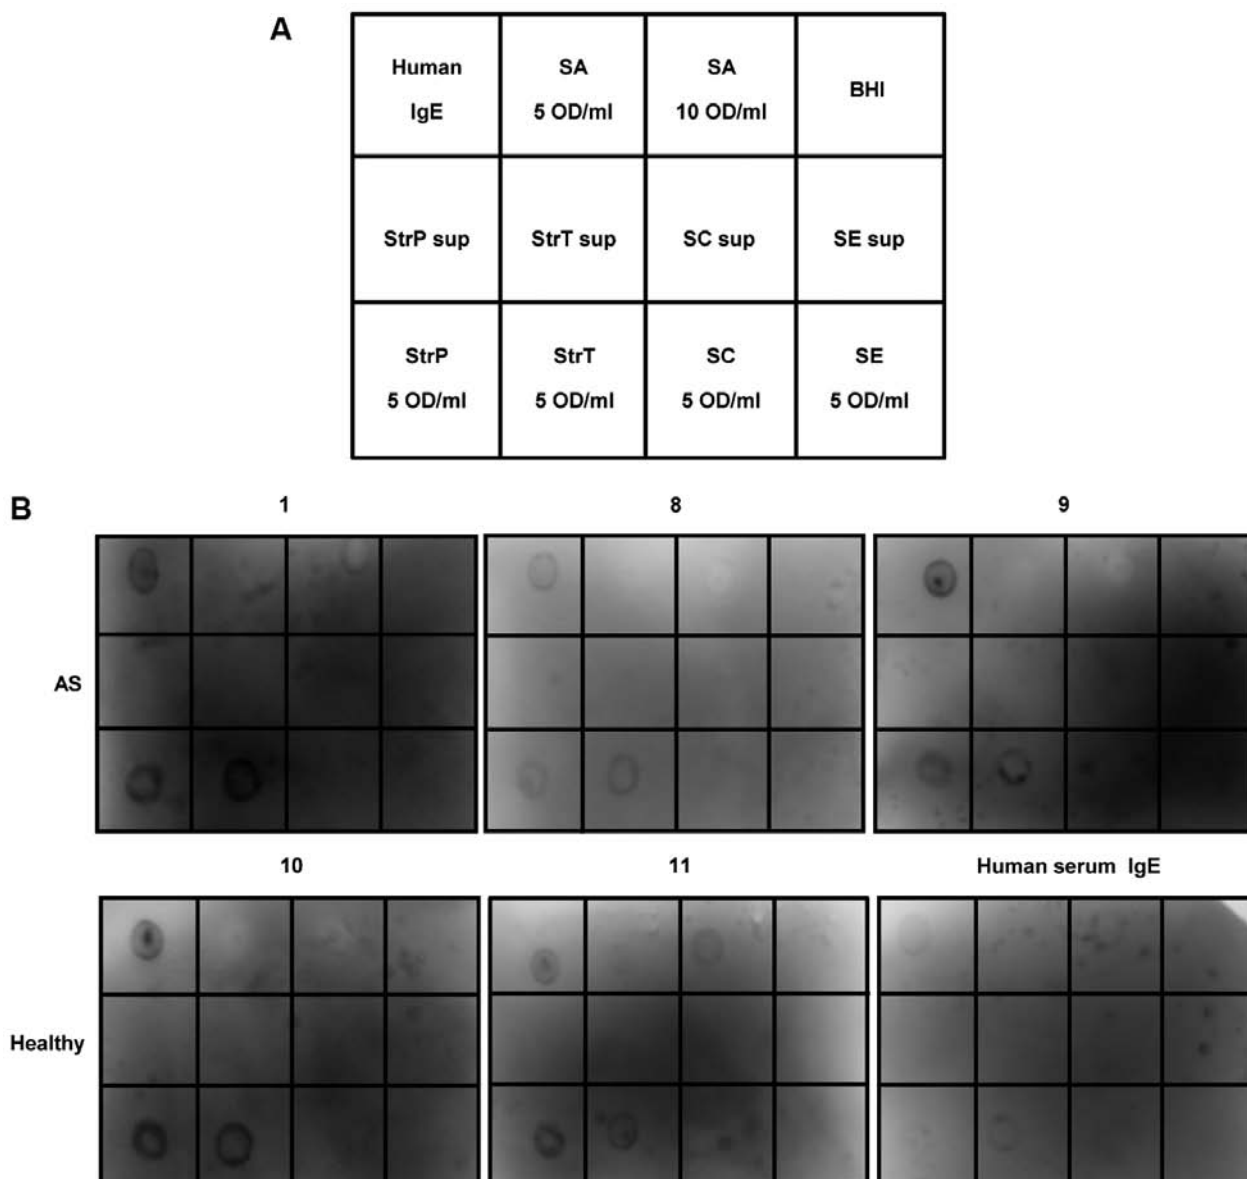 A
Human
IgE
SA
5 OD/ml
SA
10 OD/ml
BHI
StrP sup
StrT sup
SC sup
SE sup
StrP
5 OD/ml
StrT
5 OD/ml
SC
5 OD/ml
SE
5 OD/ml
B
1
8
9
AS
10
11
Human serum IgE
Healthy